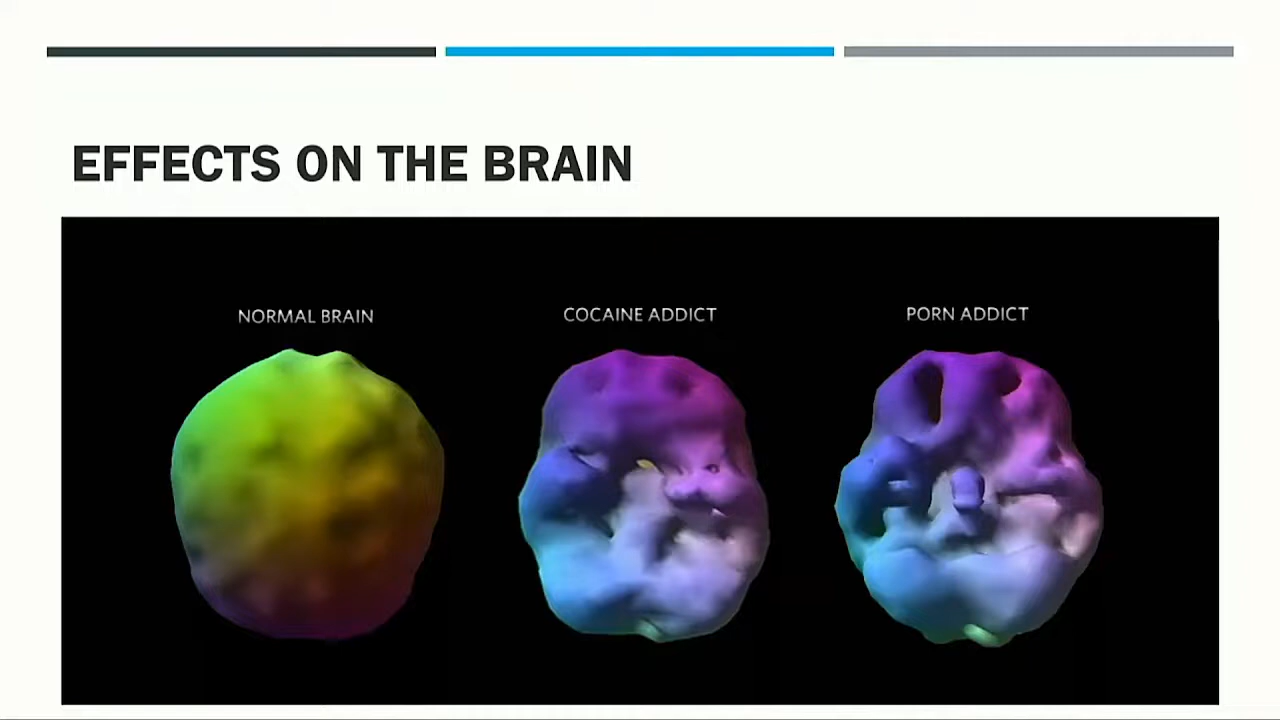 EFFECTS ON THE BRAIN
NORMAL BRAIN
COCAINE ADDICT
PORN ADDICT